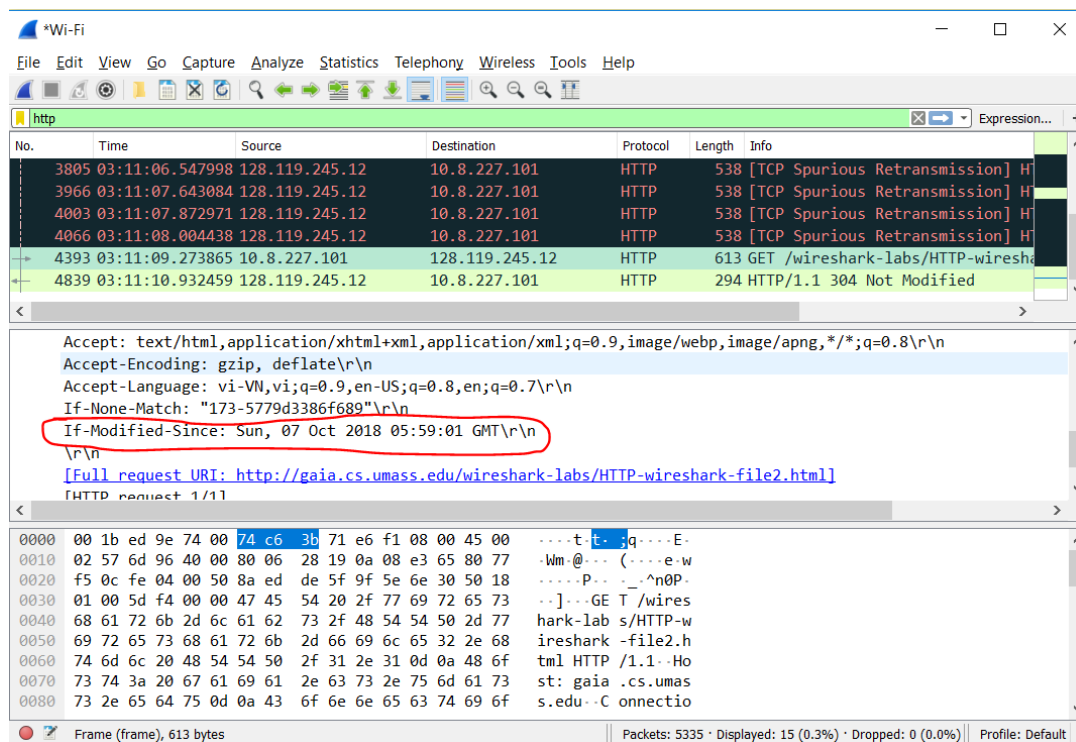 *Wi-Fi
File Edit View Go Capture Analyze Statistics Telephony Wireless Tools Help
http Expression...
No. Time Source Destination Protocol Length Info
3805 03:11:06.547998 128.119.245.12 10.8.227.101 HTTP 538 [TCP Spurious Retransmission]
3966 03:11:07.643084 128.119.245.12 10.8.227.101 HTTP 538 [TCP Spurious Retransmission]
4003 03:11:07.872971 128.119.245.12 10.8.227.101 HTTP 538 [TCP Spurious Retransmission]
4066 03:11:08.004438 128.119.245.12 10.8.227.101 HTTP 538 [TCP Spurious Retransmission]
4393 03:11:09.273865 10.8.227.101 128.119.245.12 HTTP 613 GET /wireshark-labs/HTTP-wiresha
4839 03:11:10.932459 128.119.245.12 10.8.227.101 HTTP 294 HTTP/1.1 304 Not Modified
Accept: text/html,application/xhtml+xml,application/xml;q=0.9,image/webp,image/apng,*/*;q=0.8\r\n
Accept-Encoding: gzip, deflate\r\n
Accept-Language: vi-VN,vi;q=0.9,en-US;q=0.8,en;q=0.7\r\n
If-None-Match: "173-5779d3386f689"\r\n
If-Modified-Since: Sun, 07 Oct 2018 05:59:01 GMT\r\n
\r\n
[Full request URI: http://gaia.cs.umass.edu/wireshark-labs/HTTP-wireshark-file2.html]
[HTTP request 1/1]
0000 00 1b ed 9e 74 00 74 c6 3b 71 e6 f1 08 00 45 00 ····t·t· ;q····E·
0010 02 57 6d 96 40 00 80 06 28 19 0a 08 e3 65 80 77 ·Wm·@··· (····e·w
0020 f5 0c fe 04 00 50 8a ed de 5f 9f 5e 6e 30 50 18 ·····P·· ·_·^n0P·
0030 01 00 5d f4 00 00 47 45 54 20 2f 77 69 72 65 73 ··]···GE T /wires
0040 68 61 72 6b 2d 6c 61 62 73 2f 48 54 54 50 2d 77 hark-lab s/HTTP-w
0050 69 72 65 73 68 61 72 6b 2d 66 69 6c 65 32 2e 68 ireshark -file2.h
0060 74 6d 6c 20 48 54 54 50 2f 31 2e 31 0d 0a 48 6f tml HTTP /1.1··Ho
0070 73 74 3a 20 67 61 69 61 2e 63 73 2e 75 6d 61 73 st: gaia .cs.umas
0080 73 2e 65 64 75 0d 0a 43 6f 6e 6e 65 63 74 69 6f s.edu··C onnectio
Frame (frame), 613 bytes Packets: 5335 · Displayed: 15 (0.3%) · Dropped: 0 (0.0%) Profile: Default